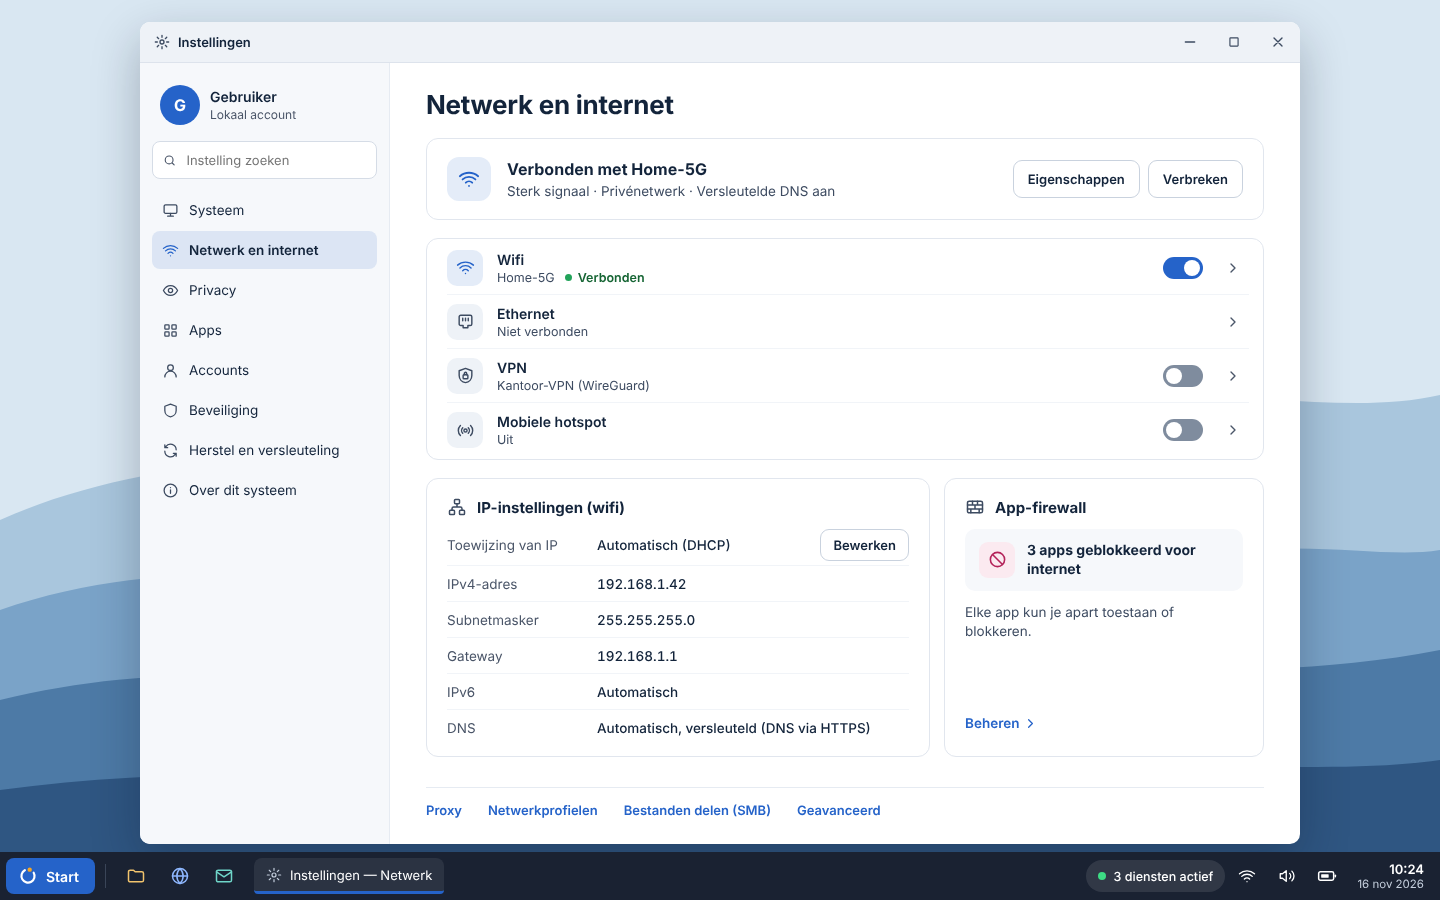 Instellingen
G
Gebruiker
Lokaal account
Instelling zoeken
Systeem
Netwerk en internet
Privacy
Apps
Accounts
Beveiliging
Herstel en versleuteling
Over dit systeem
Netwerk en internet
Verbonden met Home-5G
Sterk signaal · Privénetwerk · Versleutelde DNS aan
Eigenschappen
Verbreken
Wifi
Home-5G Verbonden
Ethernet
Niet verbonden
VPN
Kantoor-VPN (WireGuard)
Mobiele hotspot
Uit
IP-instellingen (wifi)
Toewijzing van IP Automatisch (DHCP) Bewerken
IPv4-adres 192.168.1.42
Subnetmasker 255.255.255.0
Gateway 192.168.1.1
IPv6 Automatisch
DNS Automatisch, versleuteld (DNS via HTTPS)
App-firewall
3 apps geblokkeerd voor
internet
Elke app kun je apart toestaan of
blokkeren.
Beheren
Proxy Netwerkprofielen Bestanden delen (SMB) Geavanceerd
Start
Instellingen — Netwerk
3 diensten actief
10:24
16 nov 2026